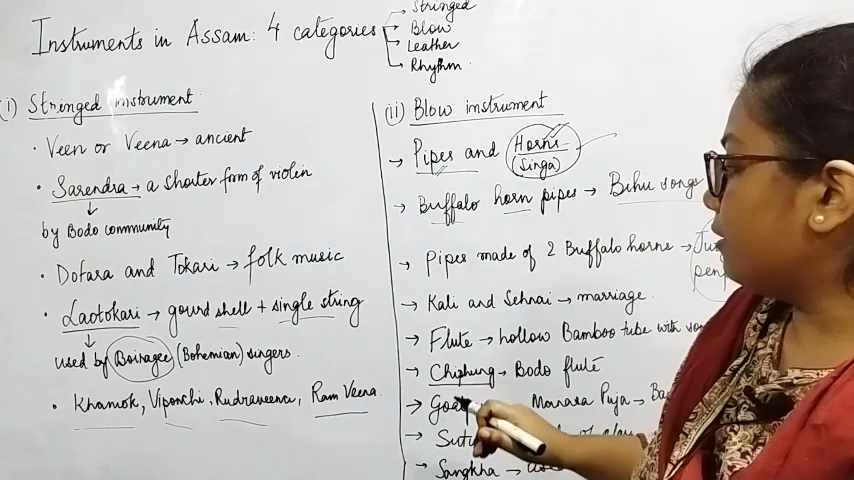 Instruments in Assam: 4 categories
Stringed
Blow
Leather
Rhythm
(i) Stringed instrument
• Veen or Veena → ancient
• Sarendra → a shorter form of violin
by Bodo community
• Dotara and Tokari → folk music
• Laotokari → gourd shell + single string
used by Boiragee (Bohemian) singers.
• Khamok, Viponchi, Rudraveena, Ram Veena.
(ii) Blow instrument
→ Pipes and Horns
(Singa)
→ Buffalo horn pipes → Bihu songs
→ Pipes made of 2 Buffalo horns →
→ Kali and Sehnai → marriage.
→ Flute → hollow Bamboo tube with
→ Chiphung → Bodo flute
→ Manasa Puja →
→ of
→ Sangkha →